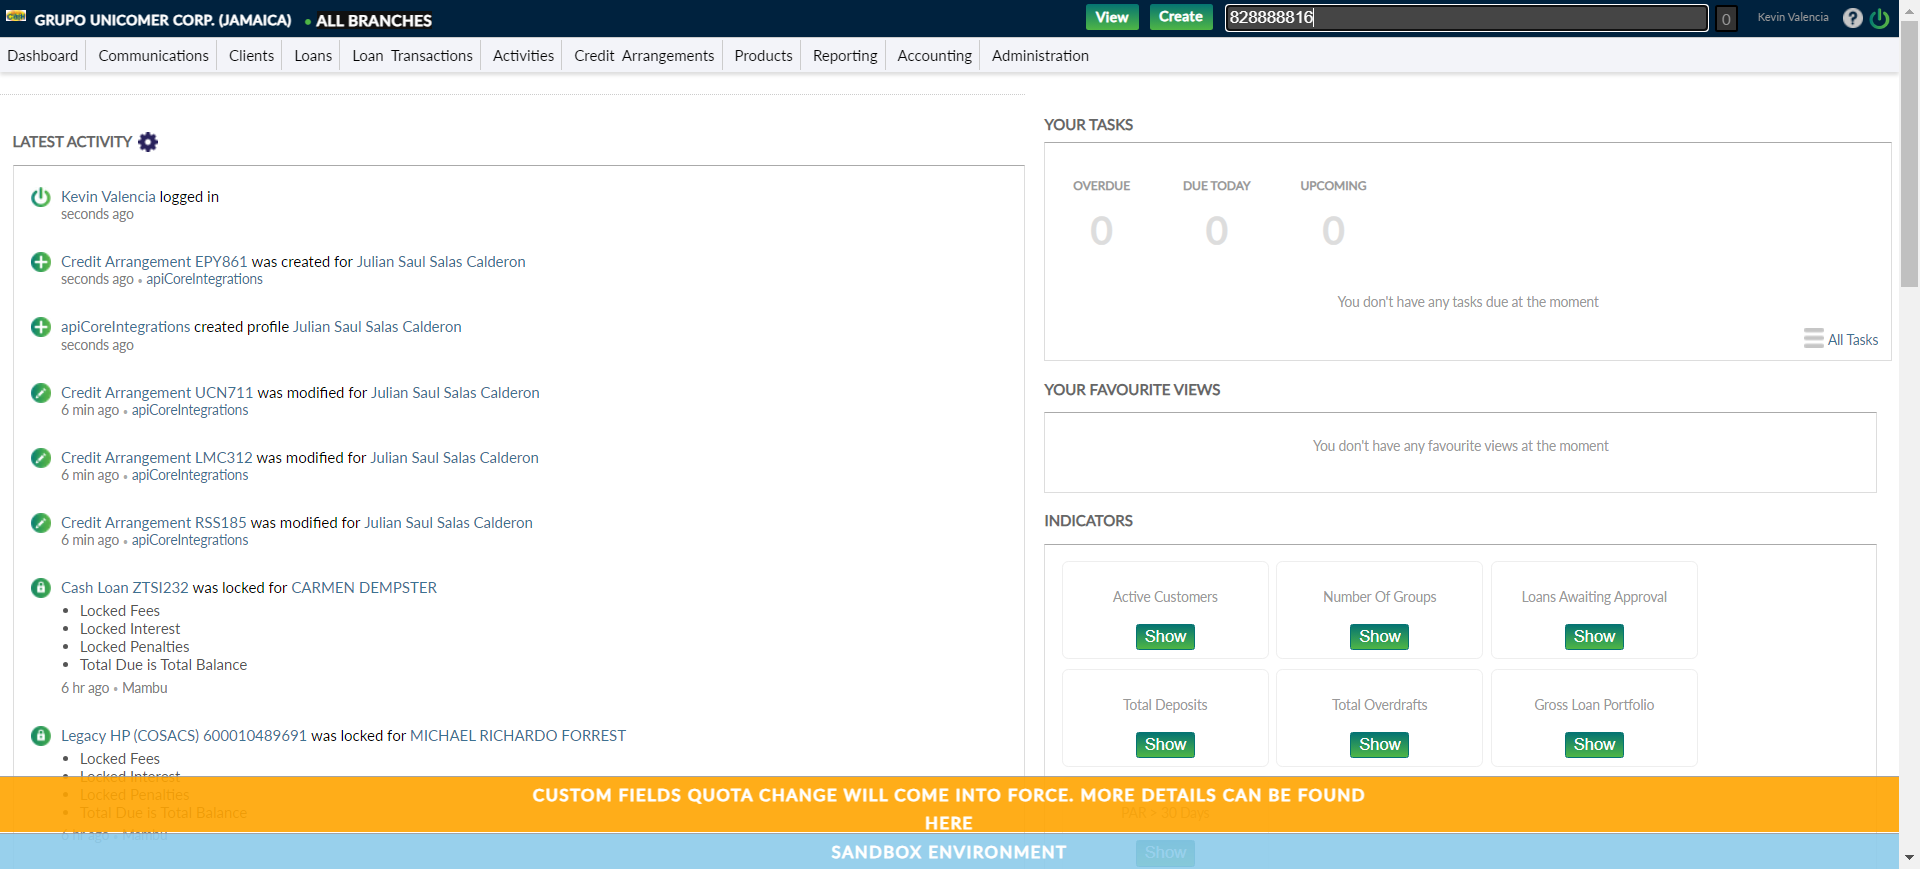 GRUPO UNICOMER CORP. (JAMAICA) • ALL BRANCHES
View Create 828888816 0 Kevin Valencia ?
Dashboard Communications Clients Loans Loan Transactions Activities Credit Arrangements Products Reporting Accounting Administration
LATEST ACTIVITY
Kevin Valencia logged in
seconds ago
Credit Arrangement EPY861 was created for Julian Saul Salas Calderon
seconds ago • apiCoreIntegrations
apiCoreIntegrations created profile Julian Saul Salas Calderon
seconds ago
Credit Arrangement UCN711 was modified for Julian Saul Salas Calderon
6 min ago • apiCoreIntegrations
Credit Arrangement LMC312 was modified for Julian Saul Salas Calderon
6 min ago • apiCoreIntegrations
Credit Arrangement RSS185 was modified for Julian Saul Salas Calderon
6 min ago • apiCoreIntegrations
Cash Loan ZTSI232 was locked for CARMEN DEMPSTER
• Locked Fees
• Locked Interest
• Locked Penalties
• Total Due is Total Balance
6 hr ago • Mambu
Legacy HP (COSACS) 600010489691 was locked for MICHAEL RICHARDO FORREST
• Locked Fees
• Locked Interest
• Locked Penalties
• Total Due is Total Balance
6 hr ago • Mambu
YOUR TASKS
OVERDUE DUE TODAY UPCOMING
0 0 0
You don't have any tasks due at the moment
All Tasks
YOUR FAVOURITE VIEWS
You don't have any favourite views at the moment
INDICATORS
Active Customers Number Of Groups Loans Awaiting Approval
Show Show Show
Total Deposits Total Overdrafts Gross Loan Portfolio
Show Show Show
PAR > 30 Days
Show
CUSTOM FIELDS QUOTA CHANGE WILL COME INTO FORCE. MORE DETAILS CAN BE FOUND
HERE
SANDBOX ENVIRONMENT